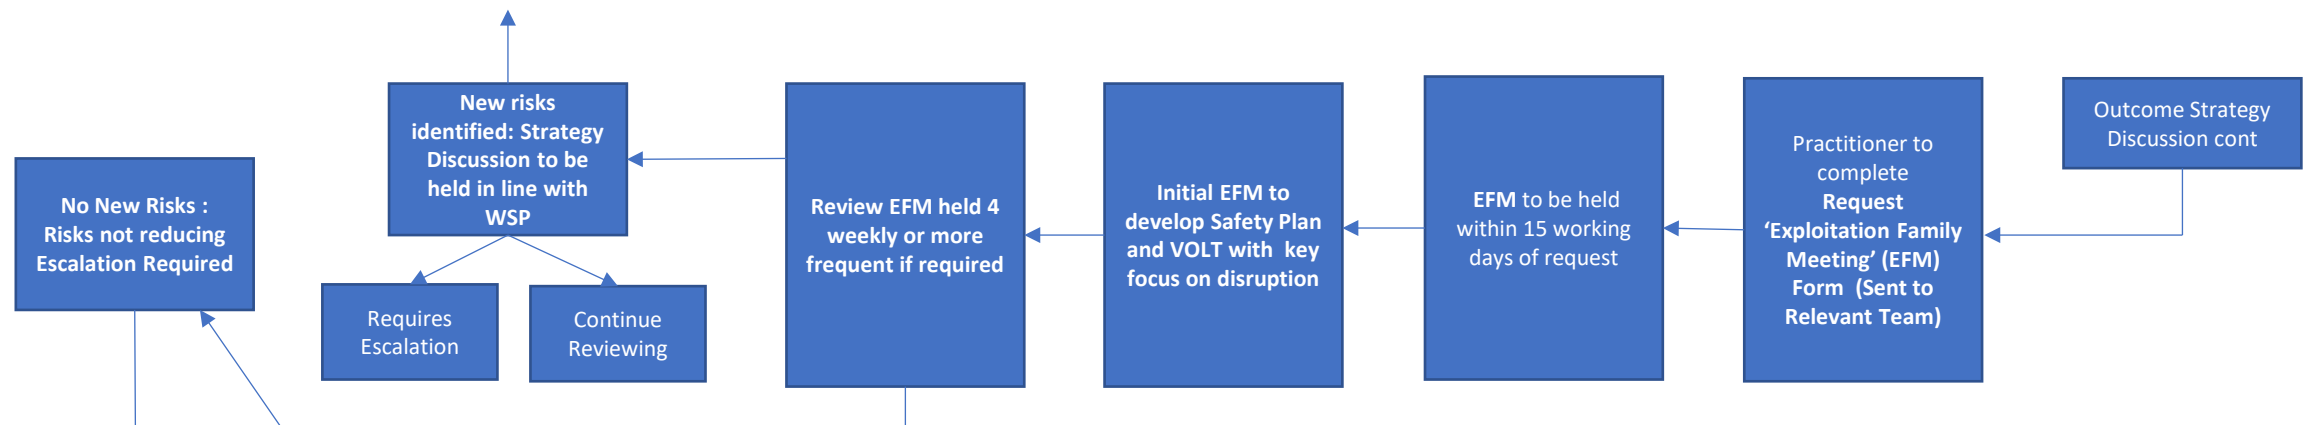 No New Risks :
Risks not reducing
Escalation Required
New risks
identified: Strategy
Discussion to be
held in line with
WSP
Requires
Escalation
Continue
Reviewing
Review EFM held 4
weekly or more
frequent if required
Initial EFM to
develop Safety Plan
and VOLT with  key
focus on disruption
EFM to be held
within 15 working
days of request
Practitioner to
complete
Request
‘Exploitation Family
Meeting’ (EFM)
Form  (Sent to
Relevant Team)
Outcome Strategy
Discussion cont